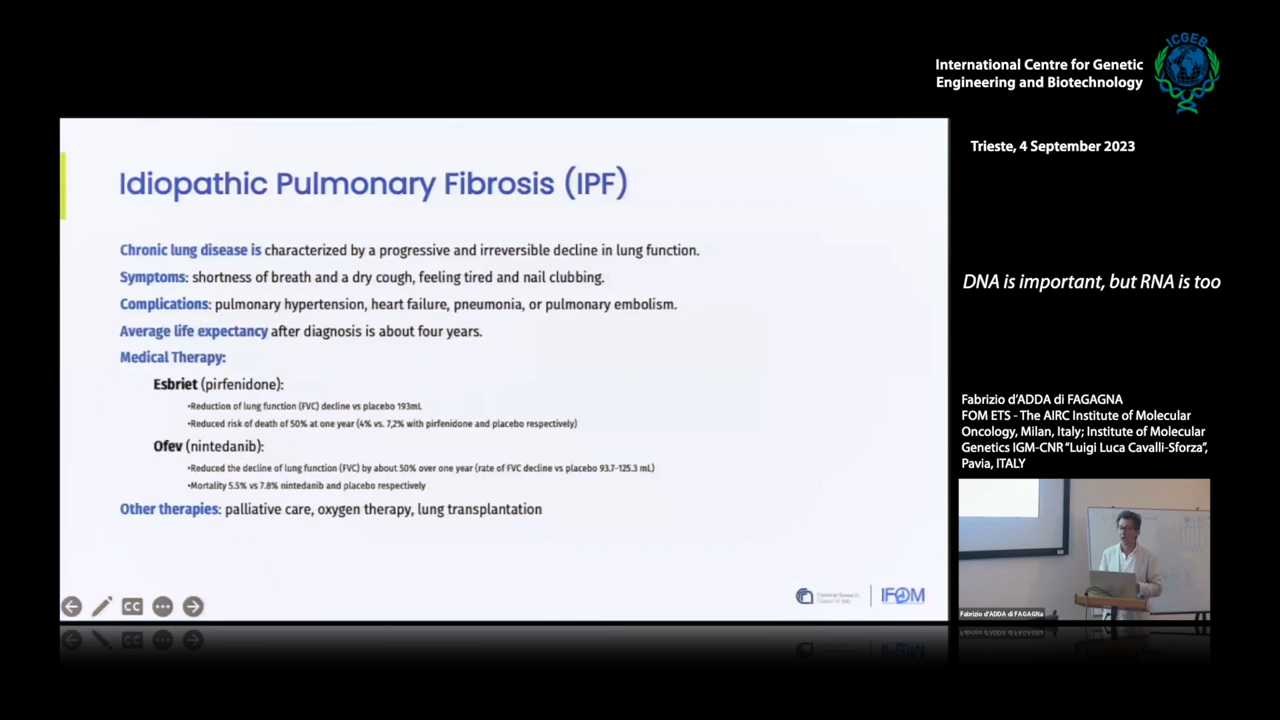 ICGEB
International Centre for Genetic
Engineering and Biotechnology
Trieste, 4 September 2023
Idiopathic Pulmonary Fibrosis (IPF)
Chronic lung disease is characterized by a progressive and irreversible decline in lung function.
Symptoms: shortness of breath and a dry cough, feeling tired and nail clubbing.
Complications: pulmonary hypertension, heart failure, pneumonia, or pulmonary embolism.
Average life expectancy after diagnosis is about four years.
Medical Therapy:
Esbriet (pirfenidone):
•Reduction of lung function (FVC) decline vs placebo 193mL
•Reduced risk of death of 50% at one year (4% vs. 7,2% with pirfenidone and placebo respectively)
Ofev (nintedanib):
•Reduced the decline of lung function (FVC) by about 50% over one year (rate of FVC decline vs placebo 93.7-125.3 mL)
•Mortality 5.5% vs 7.8% nintedanib and placebo respectively
Other therapies: palliative care, oxygen therapy, lung transplantation
National Research
Council of Italy
IFOM
CC
DNA is important, but RNA is too
Fabrizio d’ADDA di FAGAGNA
FOM ETS - The AIRC Institute of Molecular
Oncology, Milan, Italy; Institute of Molecular
Genetics IGM-CNR “Luigi Luca Cavalli-Sforza”,
Pavia, ITALY
Fabrizio d'ADDA di FAGAGNa